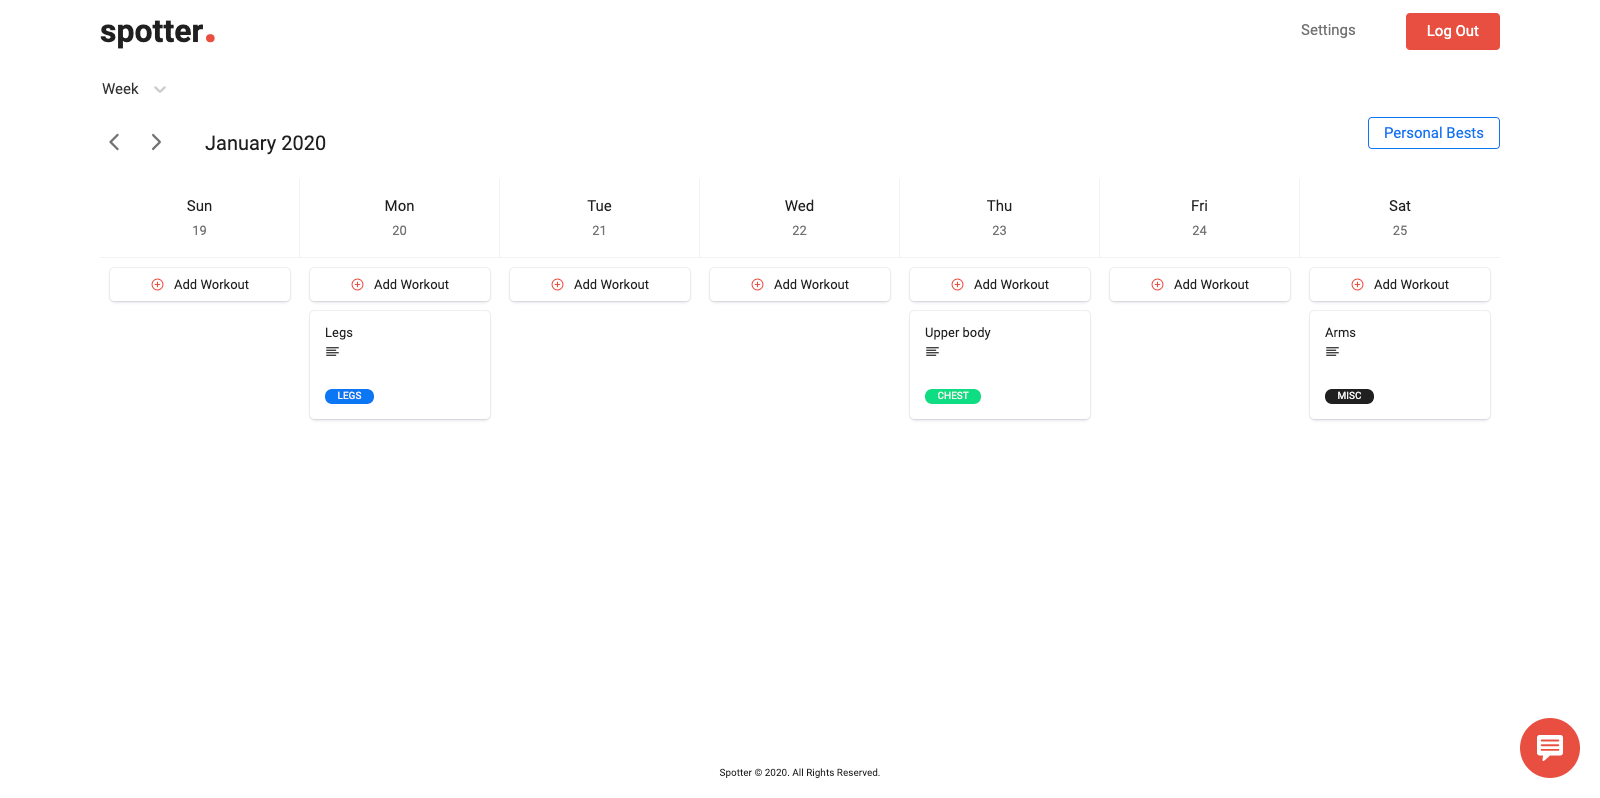 spotter.
Settings
Log Out
Week
January 2020
Personal Bests
Sun Mon Tue Wed Thu Fri Sat
19 20 21 22 23 24 25
Add Workout Add Workout Add Workout Add Workout Add Workout Add Workout Add Workout
Legs Upper body Arms
LEGS CHEST MISC
Spotter © 2020. All Rights Reserved.